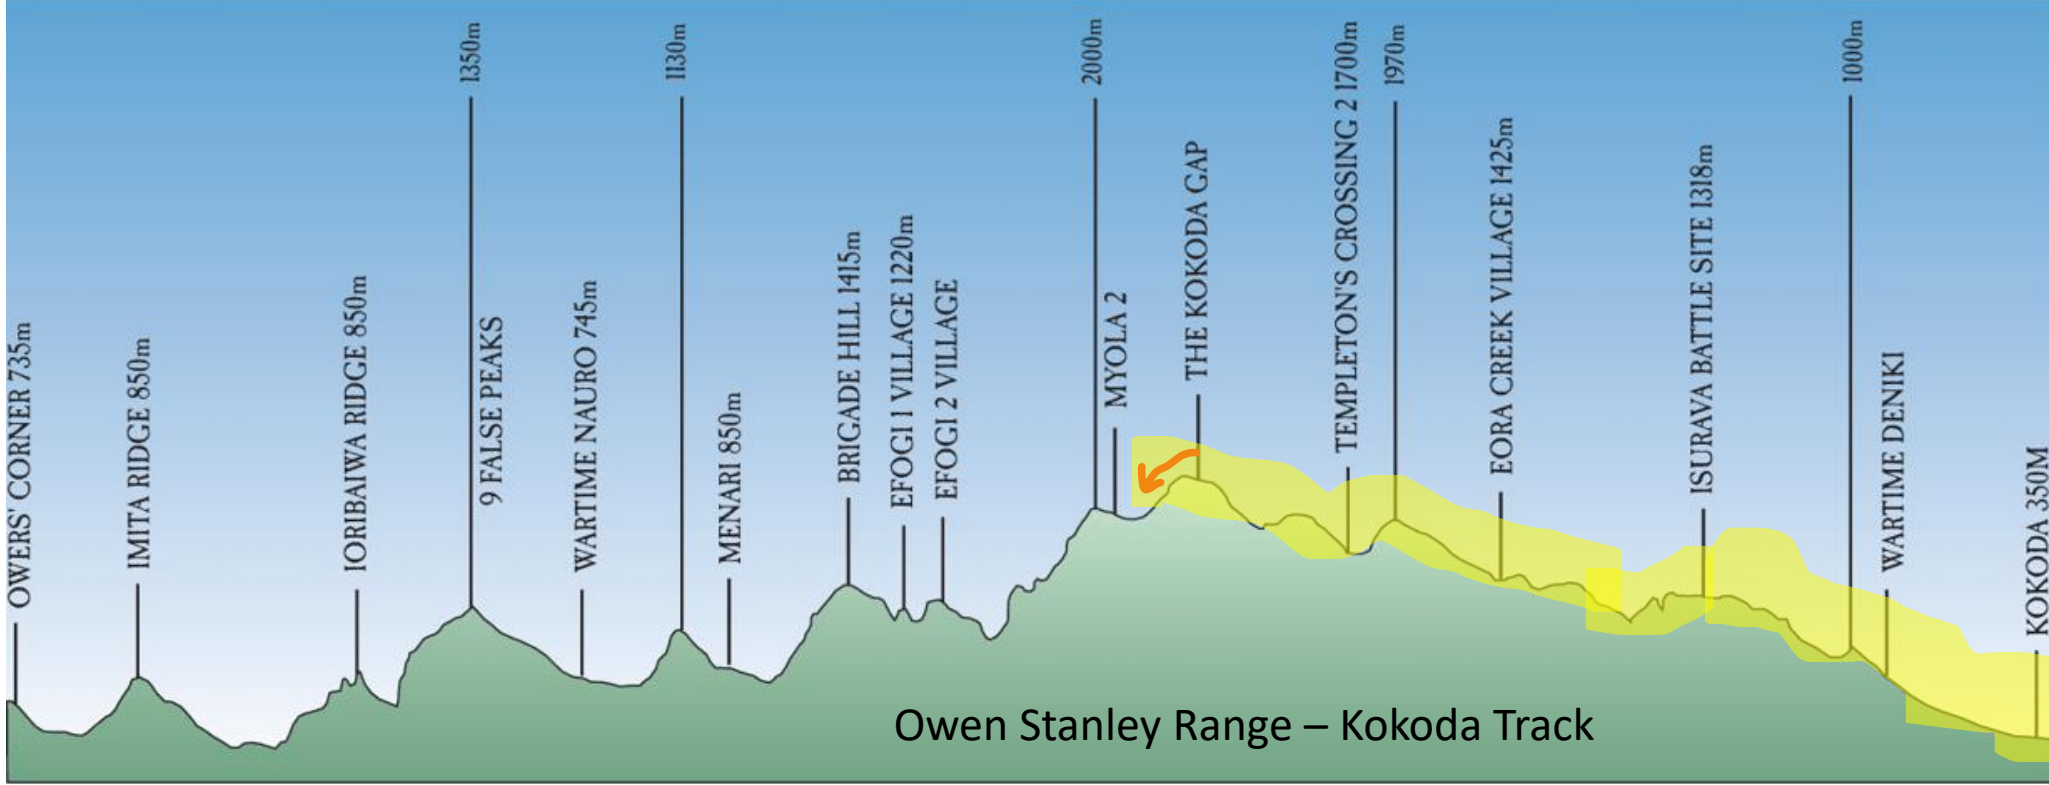 OWERS' CORNER 735m
IMITA RIDGE 850m
IORIBAIWA RIDGE 850m
1350m
9 FALSE PEAKS
WARTIME NAURO 745m
1130m
MENARI 850m
BRIGADE HILL 1415m
EFOGI 1 VILLAGE 1220m
EFOGI 2 VILLAGE
2000m
MYOLA 2
THE KOKODA GAP
TEMPLETON'S CROSSING 2 1700m
1970m
EORA CREEK VILLAGE 1425m
ISURAVA BATTLE SITE 1318m
1000m
WARTIME DENIKI
KOKODA 350M
Owen Stanley Range – Kokoda Track